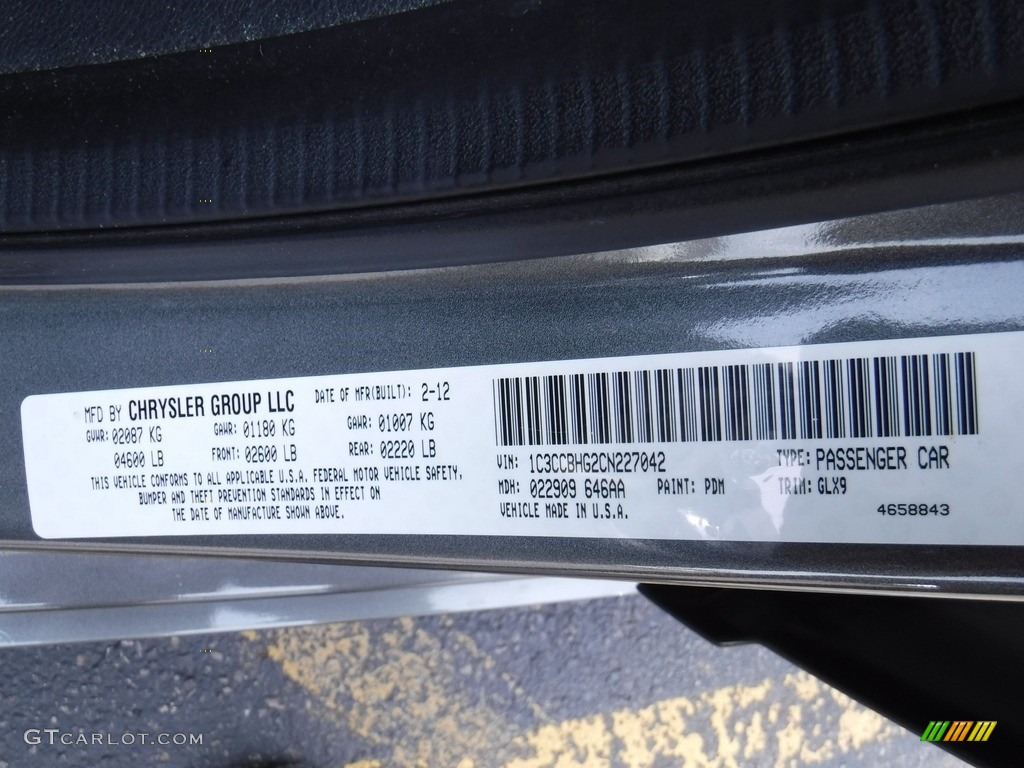 MFD BY CHRYSLER GROUP LLC DATE OF MFR(BUILT): 2-12
GVWR: 02087 KG GAWR: 01180 KG GAWR: 01007 KG
04600 LB FRONT: 02600 LB REAR: 02220 LB
THIS VEHICLE CONFORMS TO ALL APPLICABLE U.S.A. FEDERAL MOTOR VEHICLE SAFETY,
BUMPER AND THEFT PREVENTION STANDARDS IN EFFECT ON
THE DATE OF MANUFACTURE SHOWN ABOVE.
VIN: 1C3CCBHG2CN227042 TYPE: PASSENGER CAR
MDH: 022909 646AA PAINT: PDM TRIM: GLX9
VEHICLE MADE IN U.S.A. 4658843
GTCARLOT.COM